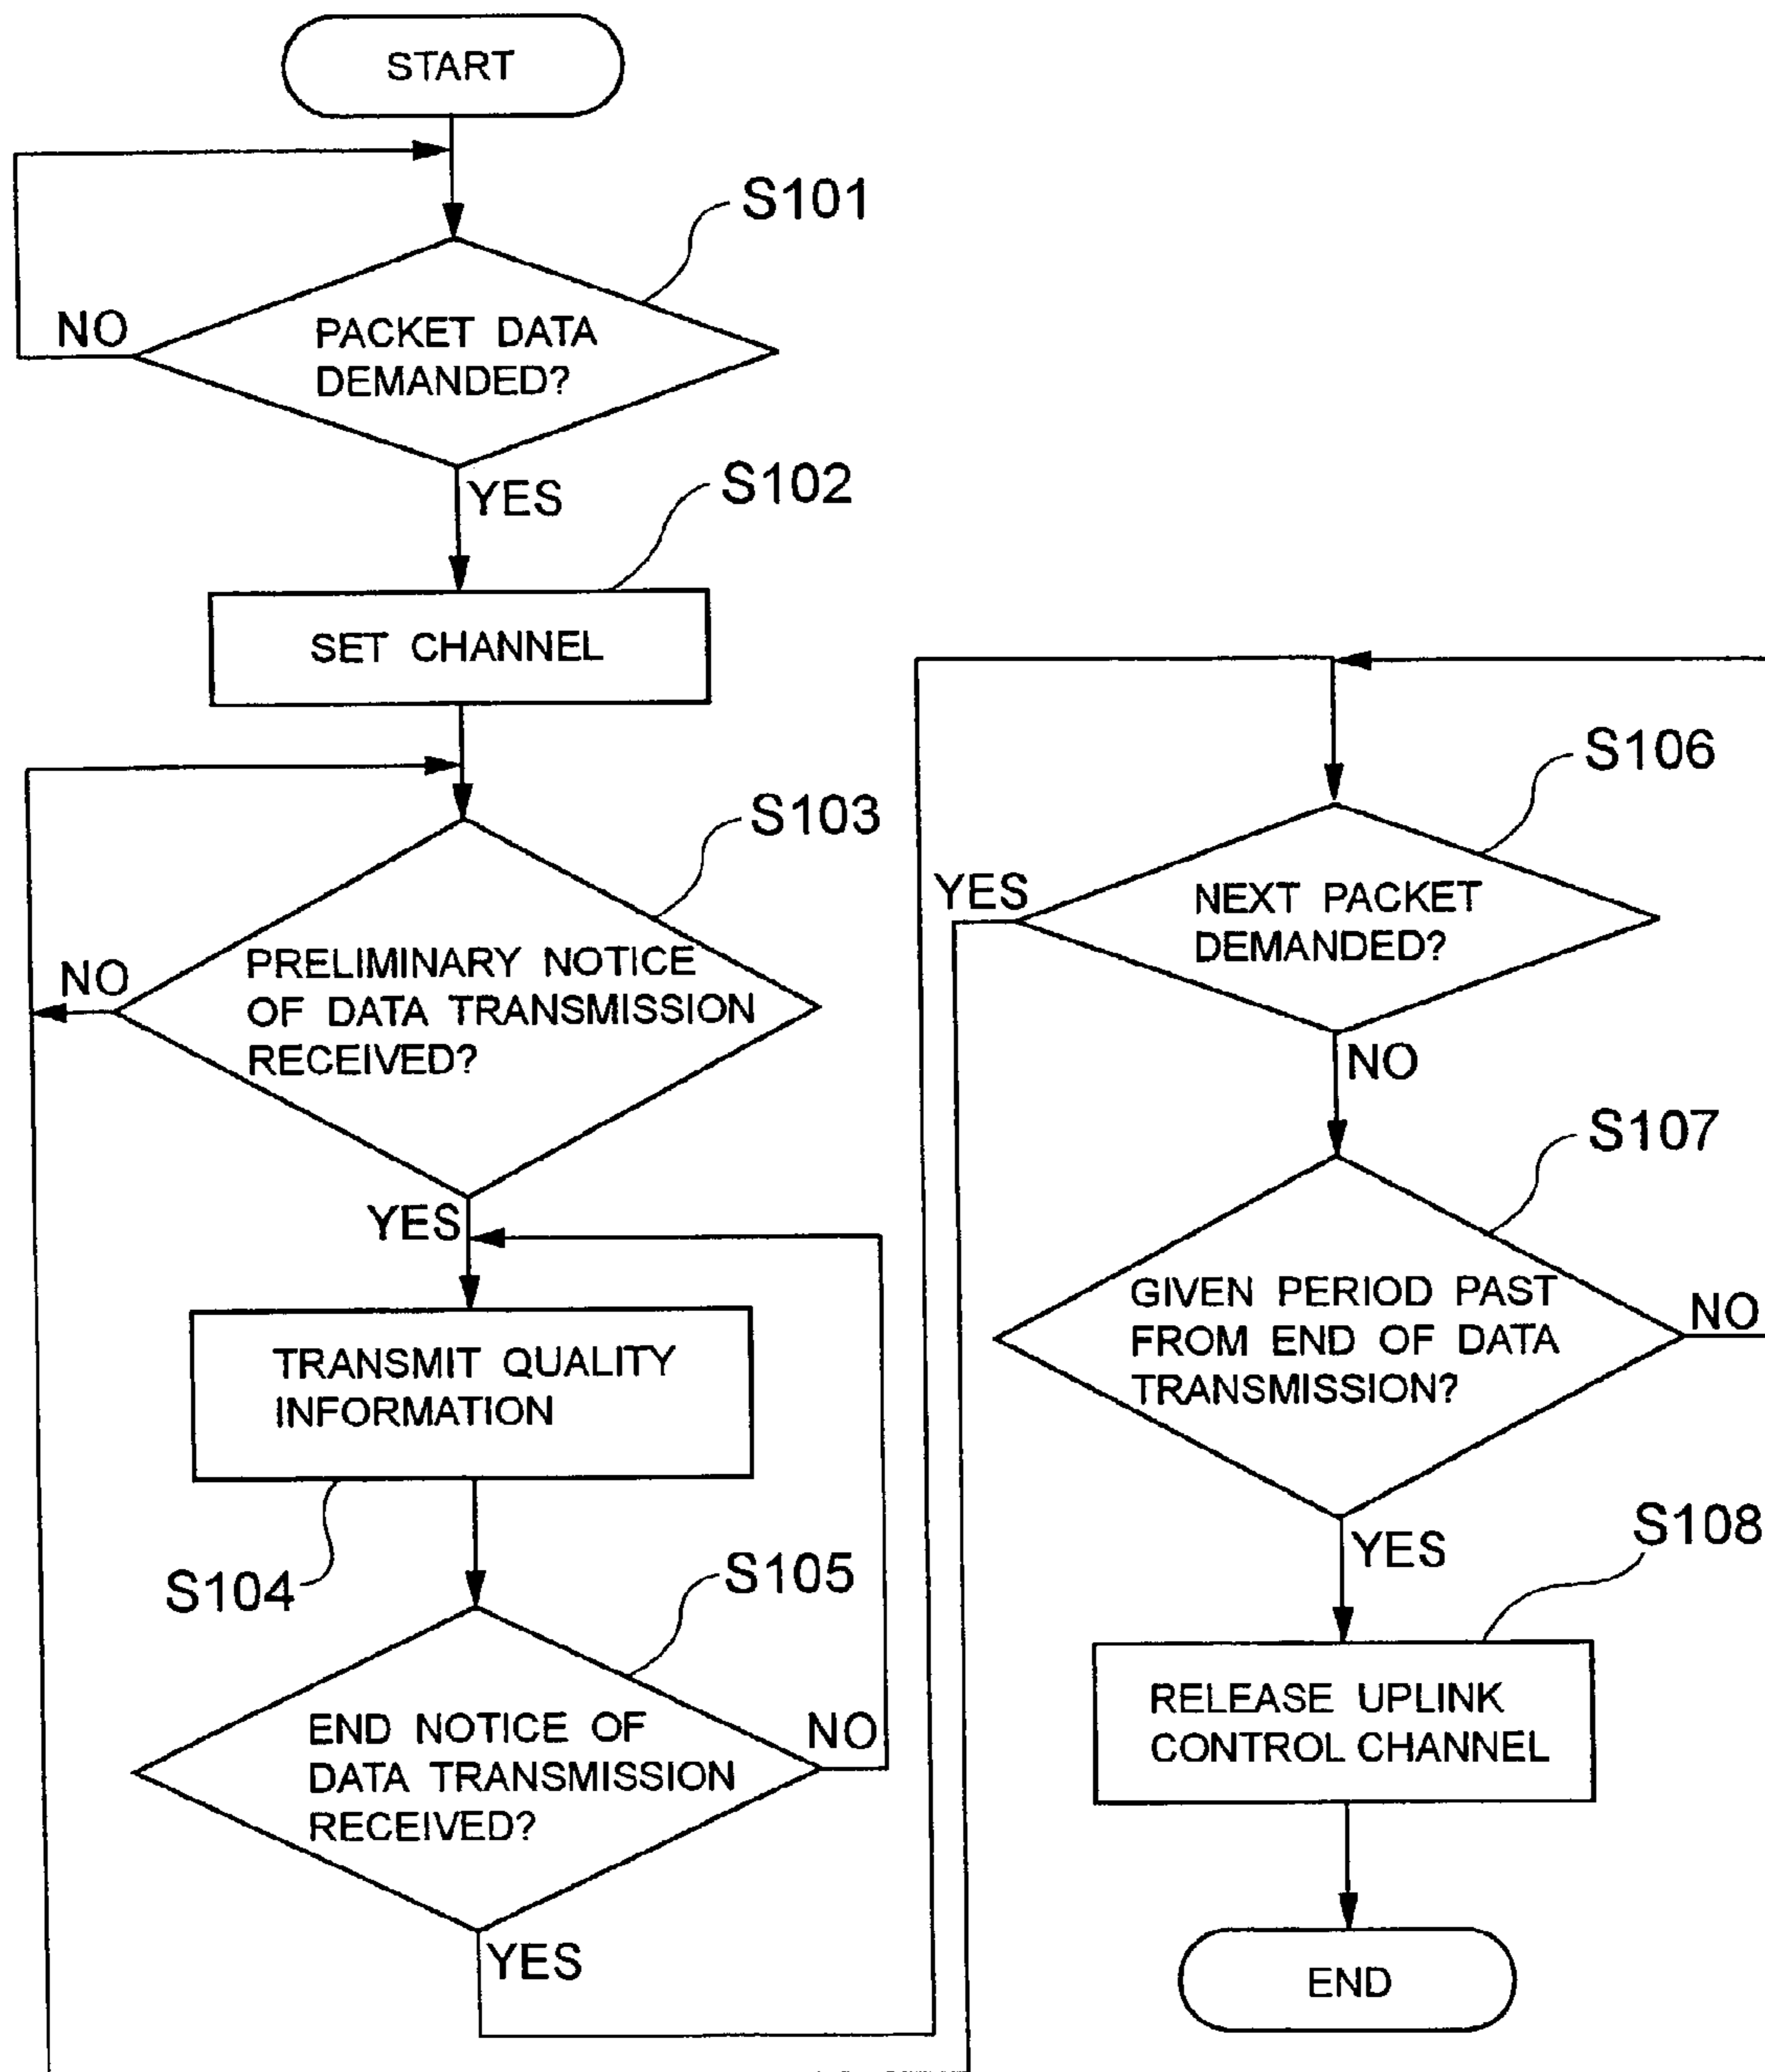 START
S101
NO
PACKET DATA
DEMANDED?
YES
S102
SET CHANNEL
S103
NO
PRELIMINARY NOTICE
OF DATA TRANSMISSION
RECEIVED?
YES
TRANSMIT QUALITY
INFORMATION
S104
S105
END NOTICE OF
DATA TRANSMISSION
RECEIVED?
NO
YES
S106
YES
NEXT PACKET
DEMANDED?
NO
S107
GIVEN PERIOD PAST
FROM END OF DATA
TRANSMISSION?
NO
YES
S108
RELEASE UPLINK
CONTROL CHANNEL
END